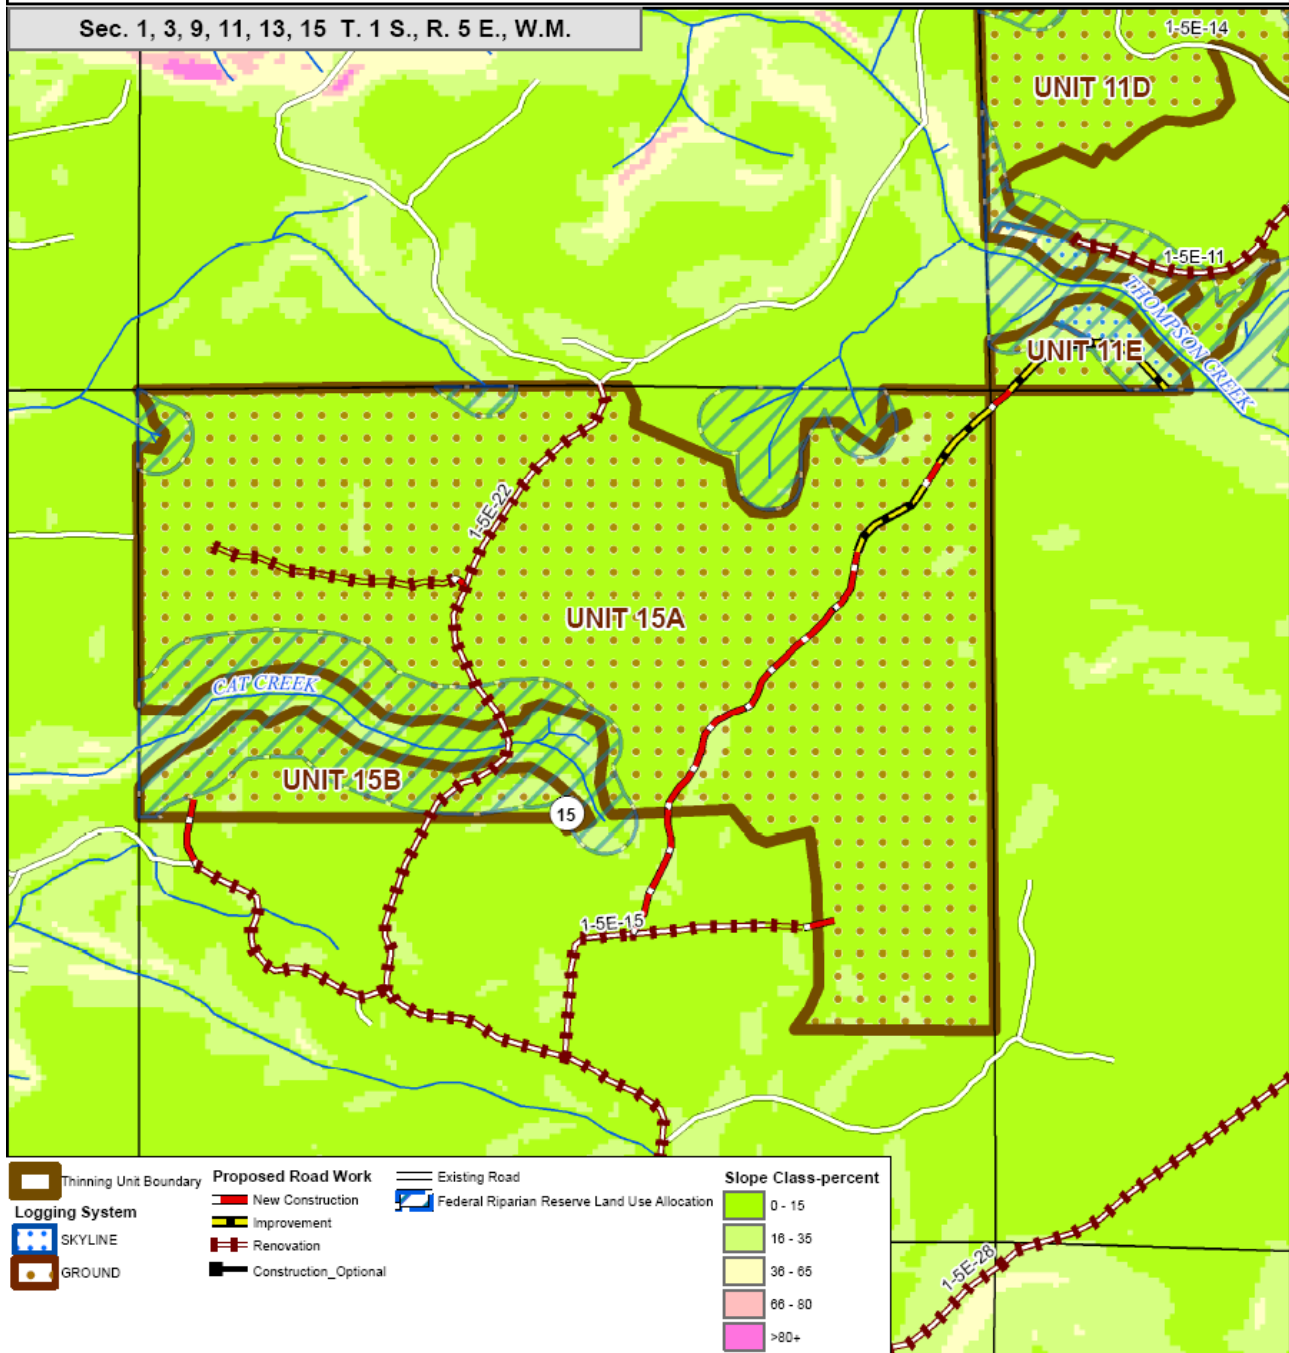 Sec. 1, 3, 9, 11, 13, 15 T. 1 S., R. 5 E., W.M.
1-5E-14
UNIT 11D
1-5E-11
THOMPSON CREEK
UNIT 11E
1-5E-22
UNIT 15A
CAT CREEK
UNIT 15B
15
1-5E-15
1-5E-28
Thinning Unit Boundary
Logging System
SKYLINE
GROUND
Proposed Road Work
New Construction
Improvement
Renovation
Construction_Optional
Existing Road
Federal Riparian Reserve Land Use Allocation
Slope Class-percent
0 - 15
16 - 35
36 - 65
66 - 80
>80+